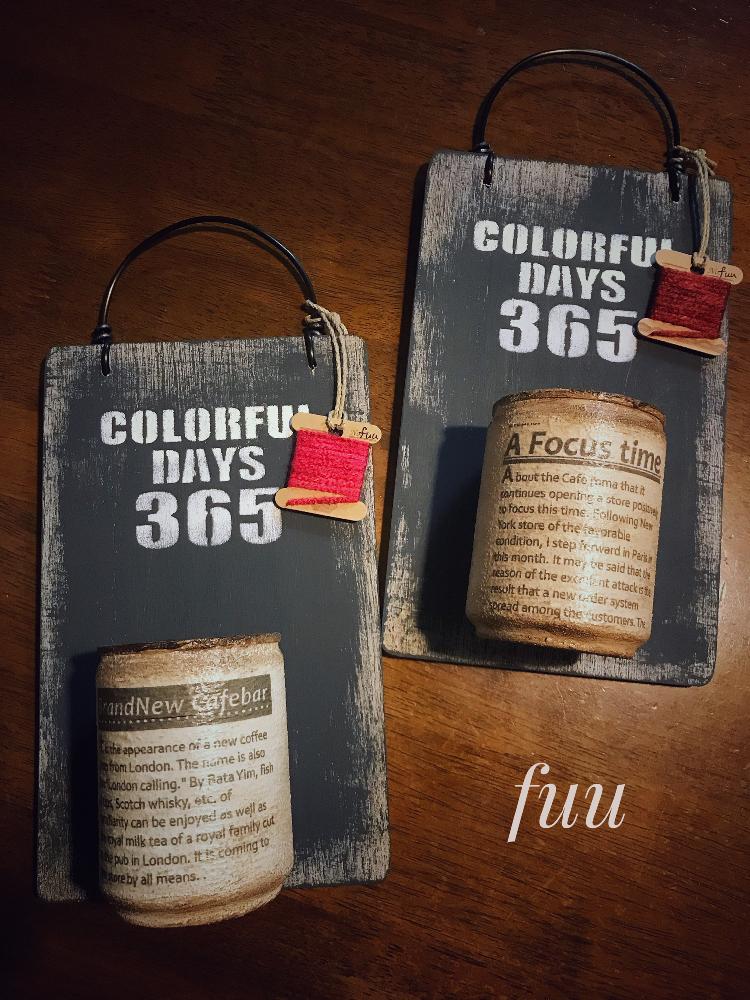 COLORFUL
DAYS
365
fuu
A Focus time
About the Cafe
that it
continues opening a store
to focus this time. Following New
York store of the favorable
condition, I step forward in Paris
this month. It may be said that the
reason of the excellent attack is the
result that a new order system
spread among the customers. The
COLORFUL
DAYS
365
fuu
randNew Cafebar
the appearance of a new coffee
from London. The name is also
London calling." By Bata Yim, fish
Scotch whisky, etc. of
can be enjoyed as well as
royal milk tea of a royal family cut
pub in London. It is coming to
store by all means. .
fuu